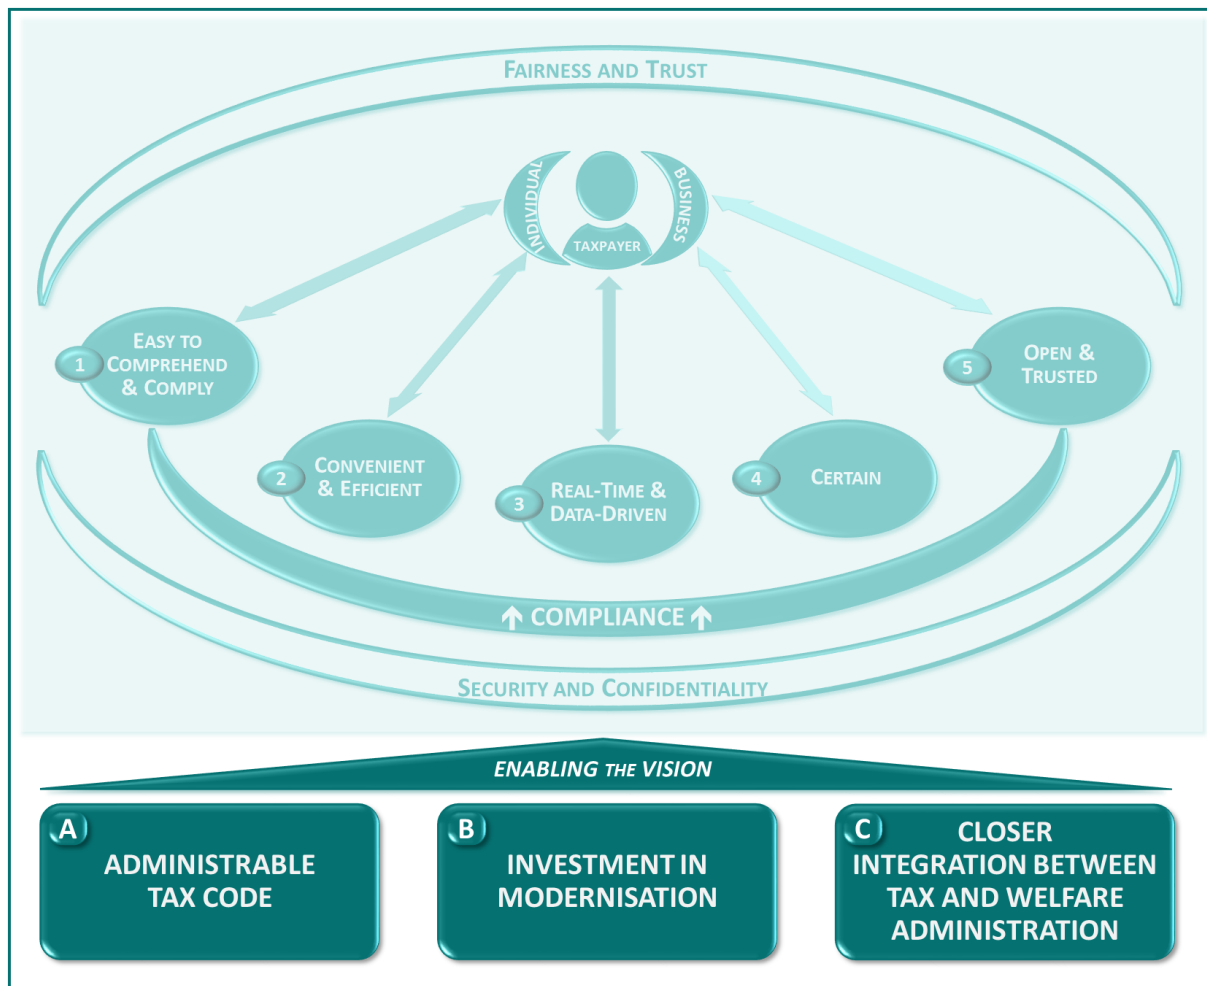 FAIRNESS AND TRUST
INDIVIDUAL
BUSINESS
TAXPAYER
1
EASY TO
COMPREHEND
& COMPLY
2
CONVENIENT
& EFFICIENT
3
REAL-TIME &
DATA-DRIVEN
4
CERTAIN
5
OPEN &
TRUSTED
COMPLIANCE
SECURITY AND CONFIDENTIALITY
ENABLING THE VISION
A
ADMINISTRABLE
TAX CODE
B
INVESTMENT IN
MODERNISATION
C
CLOSER
INTEGRATION BETWEEN
TAX AND WELFARE
ADMINISTRATION